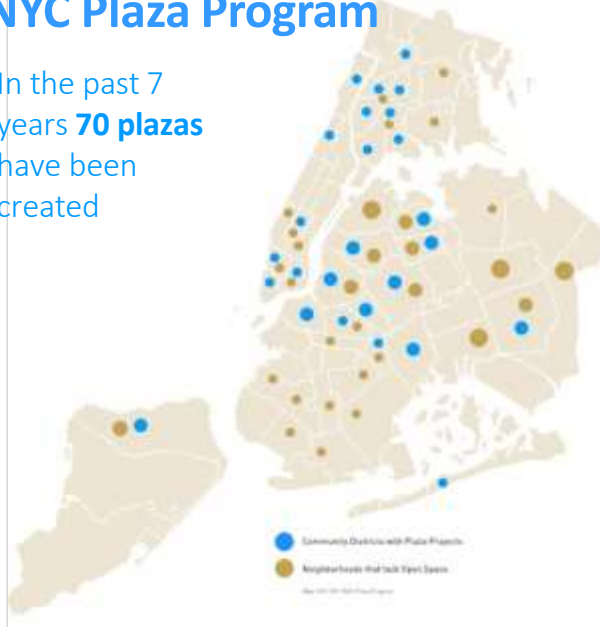 NYC Plaza Program
In the past 7
years 70 plazas
have been
created
Community Districts with Plaza Projects
Neighborhoods that lack Open Space